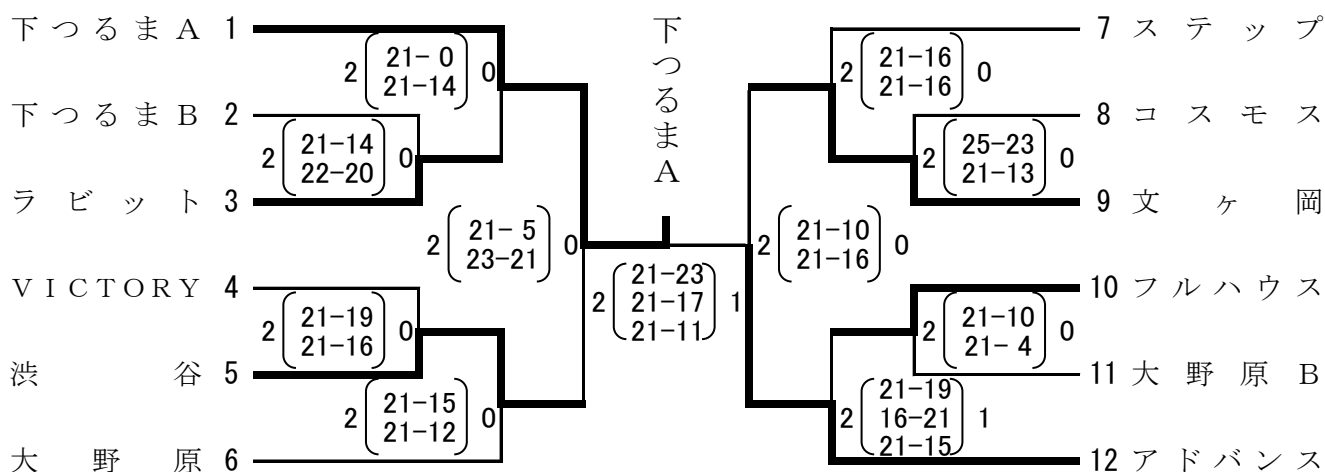 下つるまA 1
21- 0
21-14
2 0
下つるまB 2
21-14
22-20
2 0
ラビット 3
21- 5
23-21
2 0
VICTORY 4
21-19
21-16
2 0
渋谷 5
21-15
21-12
2 0
大野原 6
下つるまA
21-23
21-17
21-11
2 1
7 ステップ
21-16
21-16
2 0
8 コスモス
25-23
21-13
2 0
9 文ヶ岡
21-10
21-16
2 0
10 フルハウス
21-10
21- 4
2 0
11 大野原B
21-19
16-21
21-15
2 1
12 アドバンス